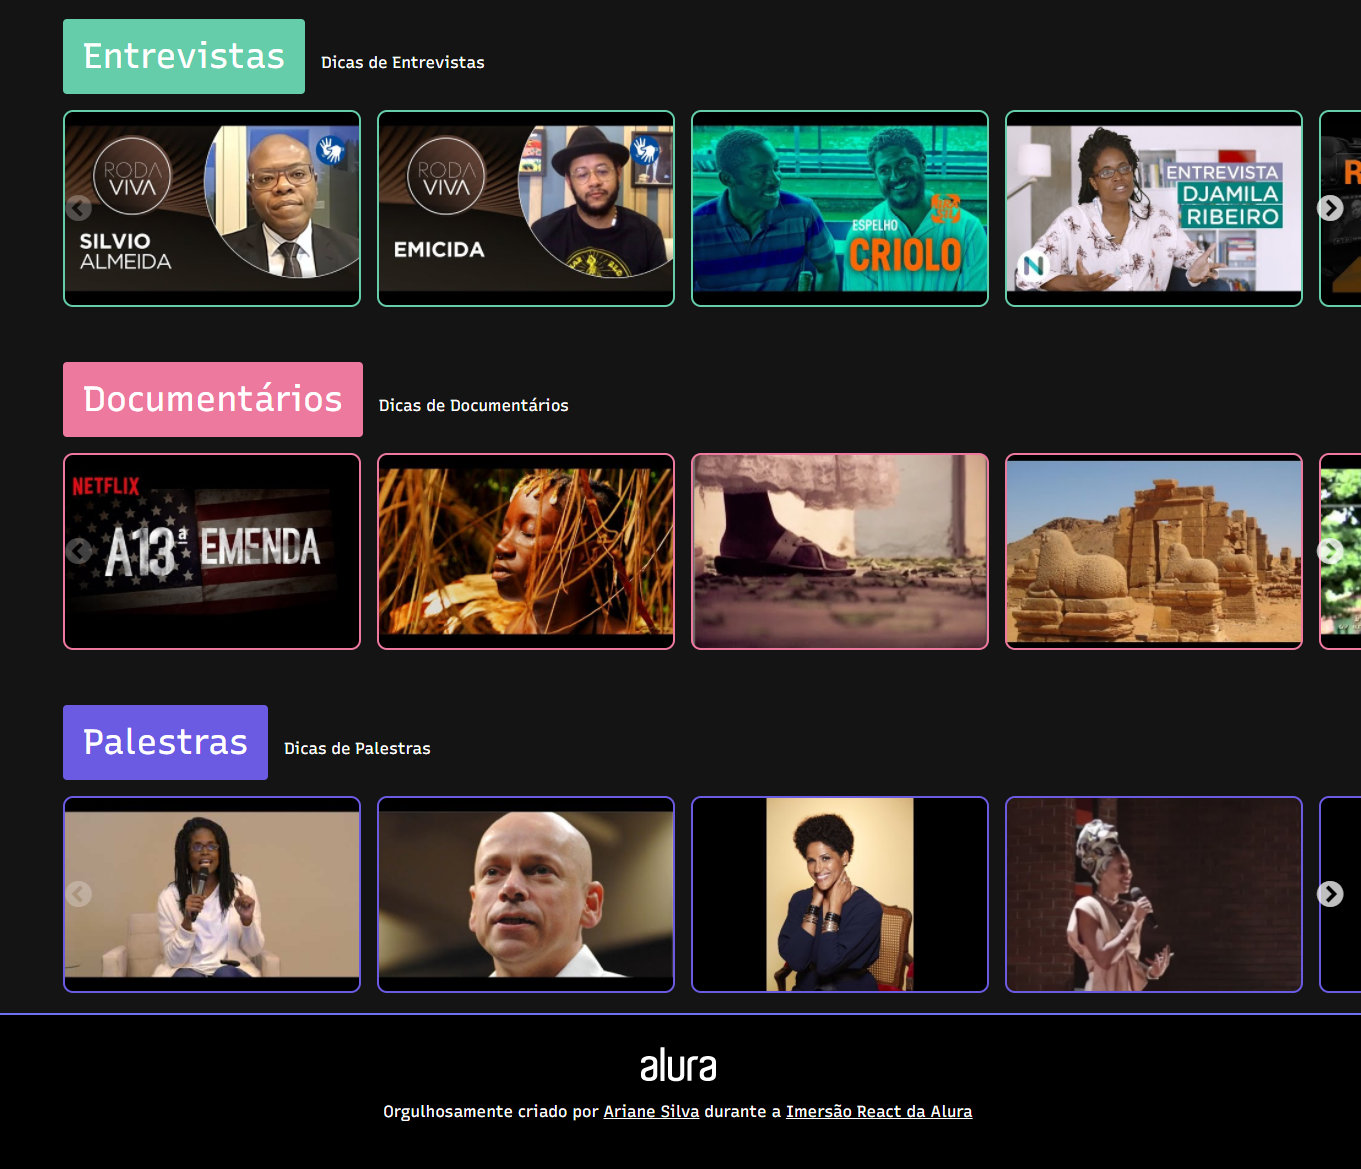 Entrevistas
Dicas de Entrevistas
RODA
VIVA
SILVIO
ALMEIDA
RODA
VIVA
EMICIDA
ESPELHO
CRIOLO
ENTREVISTA
DJAMILA
RIBEIRO
N
R
Documentários
Dicas de Documentários
NETFLIX
A13ª EMENDA
Palestras
Dicas de Palestras
alura
Orgulhosamente criado por Ariane Silva durante a Imersão React da Alura